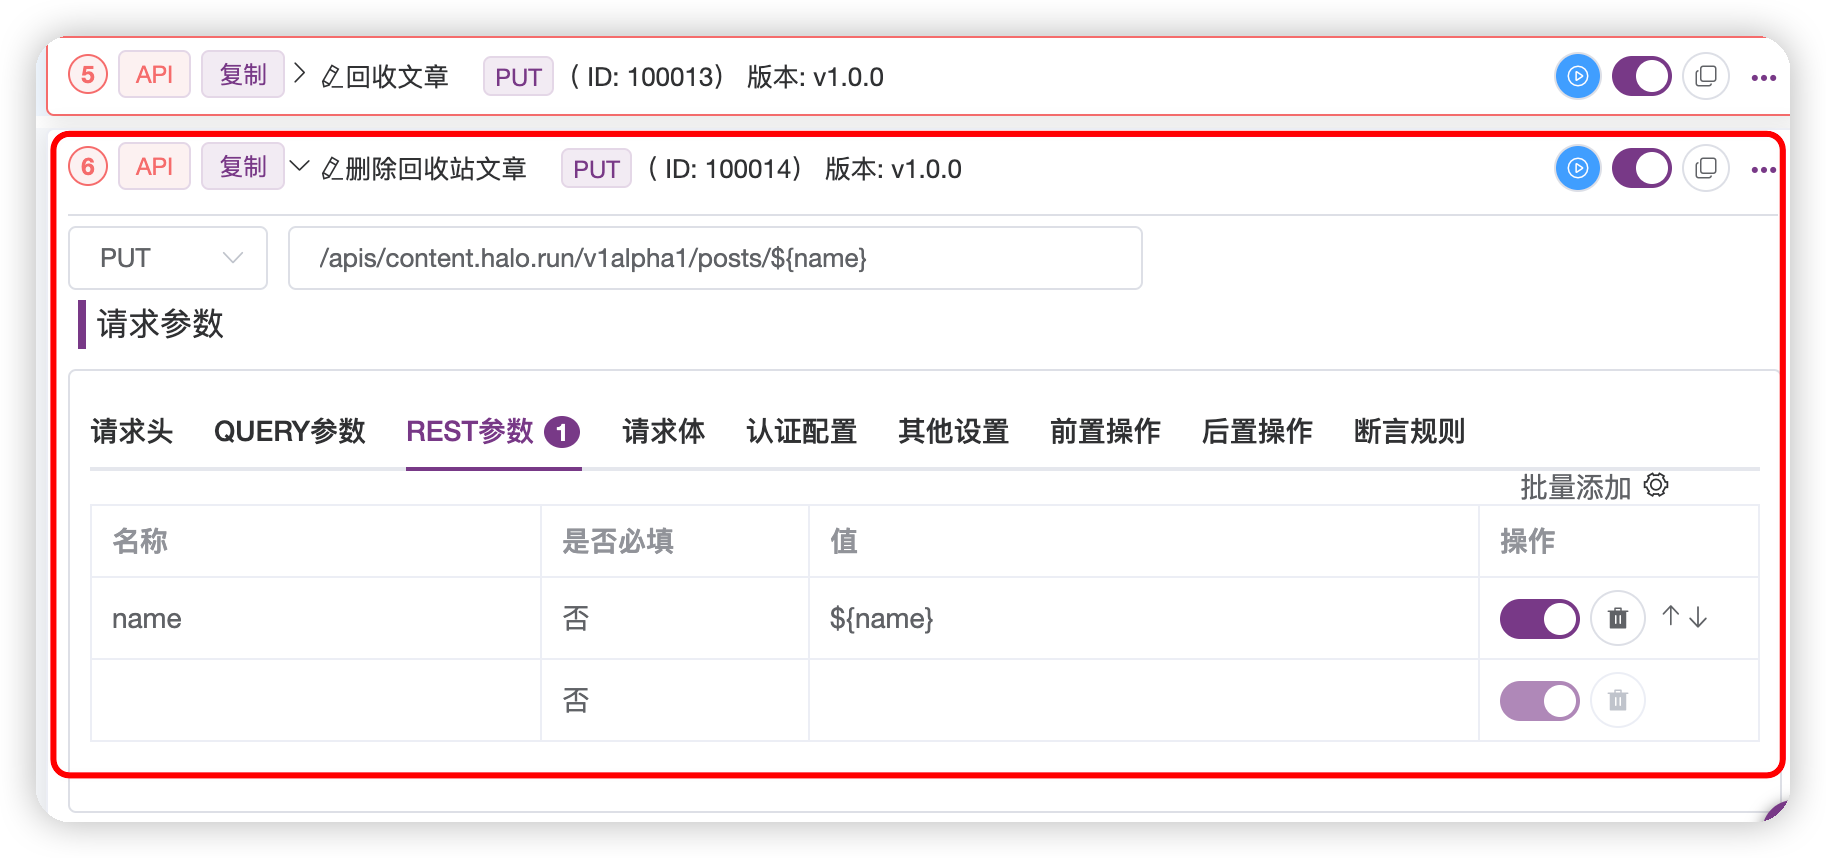 5 API 复制 回收文章 PUT ( ID: 100013) 版本: v1.0.0
6 API 复制 删除回收站文章 PUT ( ID: 100014) 版本: v1.0.0
PUT /apis/content.halo.run/v1alpha1/posts/${name}
请求参数
请求头 QUERY参数 REST参数 1 请求体 认证配置 其他设置 前置操作 后置操作 断言规则
批量添加
名称 是否必填 值 操作
name 否 ${name}
否